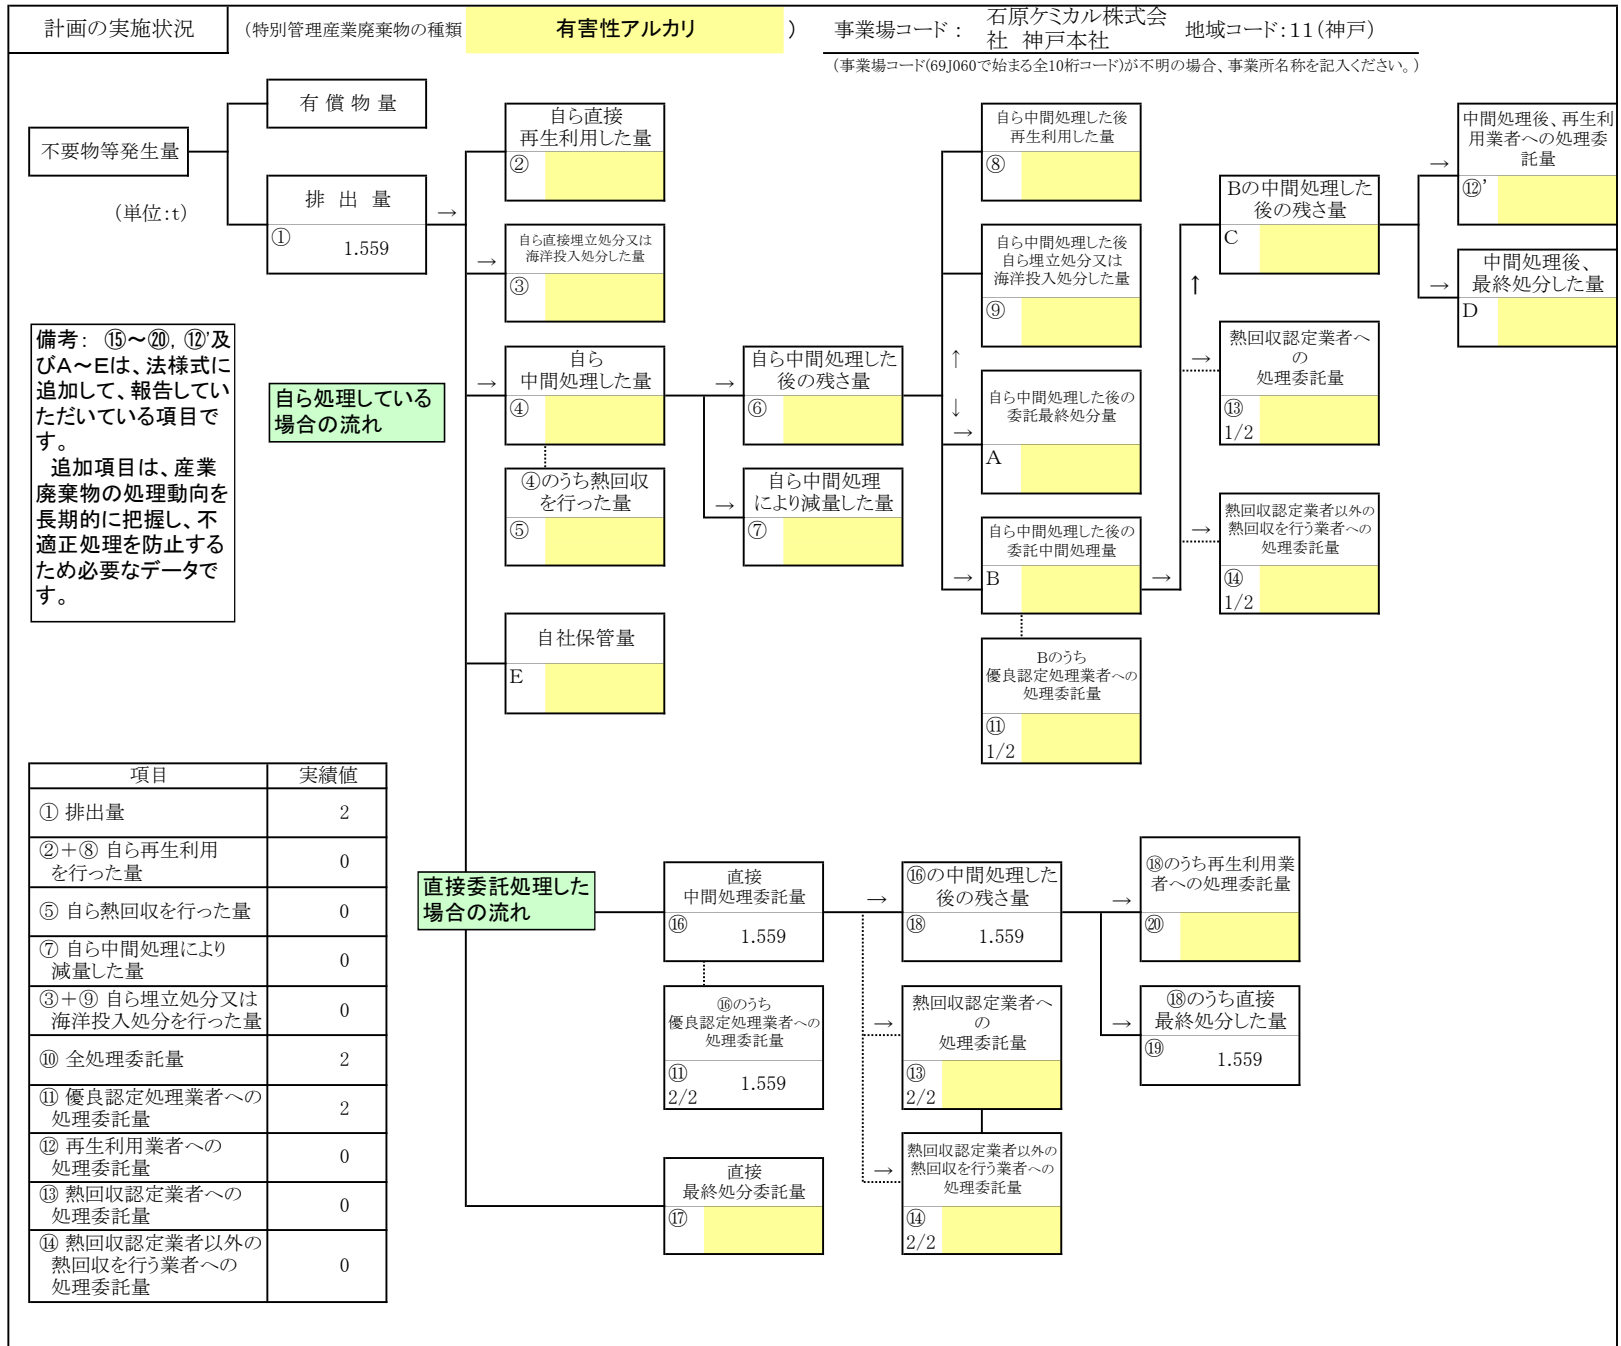 計画の実施状況
(特別管理産業廃棄物の種類 有害性アルカリ )
事業場コード: 石原ケミカル株式会
社 神戸本社
地域コード:11(神戸)
(事業場コード(69J060で始まる全10桁コード)が不明の場合、事業所名称を記入ください。)
不要物等発生量
(単位:t)
有償物量
排出量
① 1.559
→
自ら直接
再生利用した量
②
→
自ら直接埋立処分又は
海洋投入処分した量
③
→
自ら
中間処理した量
④
④のうち熱回収
を行った量
⑤
自社保管量
E
→
自ら中間処理した
後の残さ量
⑥
→
自ら中間処理
により減量した量
⑦
自ら中間処理した後
再生利用した量
⑧
自ら中間処理した後
自ら埋立処分又は
海洋投入処分した量
⑨
↑
↓
→
自ら中間処理した後の
委託最終処分量
A
→
自ら中間処理した後の
委託中間処理量
B
Bのうち
優良認定処理業者への
処理委託量
⑪
1/2
→
↑
Bの中間処理した
後の残さ量
C
→
熱回収認定業者へ
の
処理委託量
⑬
1/2
→
熱回収認定業者以外の
熱回収を行う業者への
処理委託量
⑭
1/2
→
中間処理後、再生利
用業者への処理委
託量
⑫'
→
中間処理後、
最終処分した量
D
備考: ⑮~⑳, ⑫'及
びA~Eは、法様式に
追加して、報告してい
ただいている項目で
す。
追加項目は、産業
廃棄物の処理動向を
長期的に把握し、不
適正処理を防止する
ため必要なデータで
す。
自ら処理している
場合の流れ
項目 実績値
① 排出量 2
②+⑧ 自ら再生利用
を行った量 0
⑤ 自ら熱回収を行った量 0
⑦ 自ら中間処理により
減量した量 0
③+⑨ 自ら埋立処分又は
海洋投入処分を行った量 0
⑩ 全処理委託量 2
⑪ 優良認定処理業者への
処理委託量 2
⑫ 再生利用業者への
処理委託量 0
⑬ 熱回収認定業者への
処理委託量 0
⑭ 熱回収認定業者以外の
熱回収を行う業者への
処理委託量 0
直接委託処理した
場合の流れ
直接
中間処理委託量
⑯ 1.559
⑯のうち
優良認定処理業者への
処理委託量
⑪ 1.559
2/2
直接
最終処分委託量
⑰
→
⑯の中間処理した
後の残さ量
⑱ 1.559
→
熱回収認定業者へ
の
処理委託量
⑬
2/2
→
熱回収認定業者以外の
熱回収を行う業者への
処理委託量
⑭
2/2
→
⑱のうち再生利用業
者への処理委託量
⑳
→
⑱のうち直接
最終処分した量
⑲ 1.559